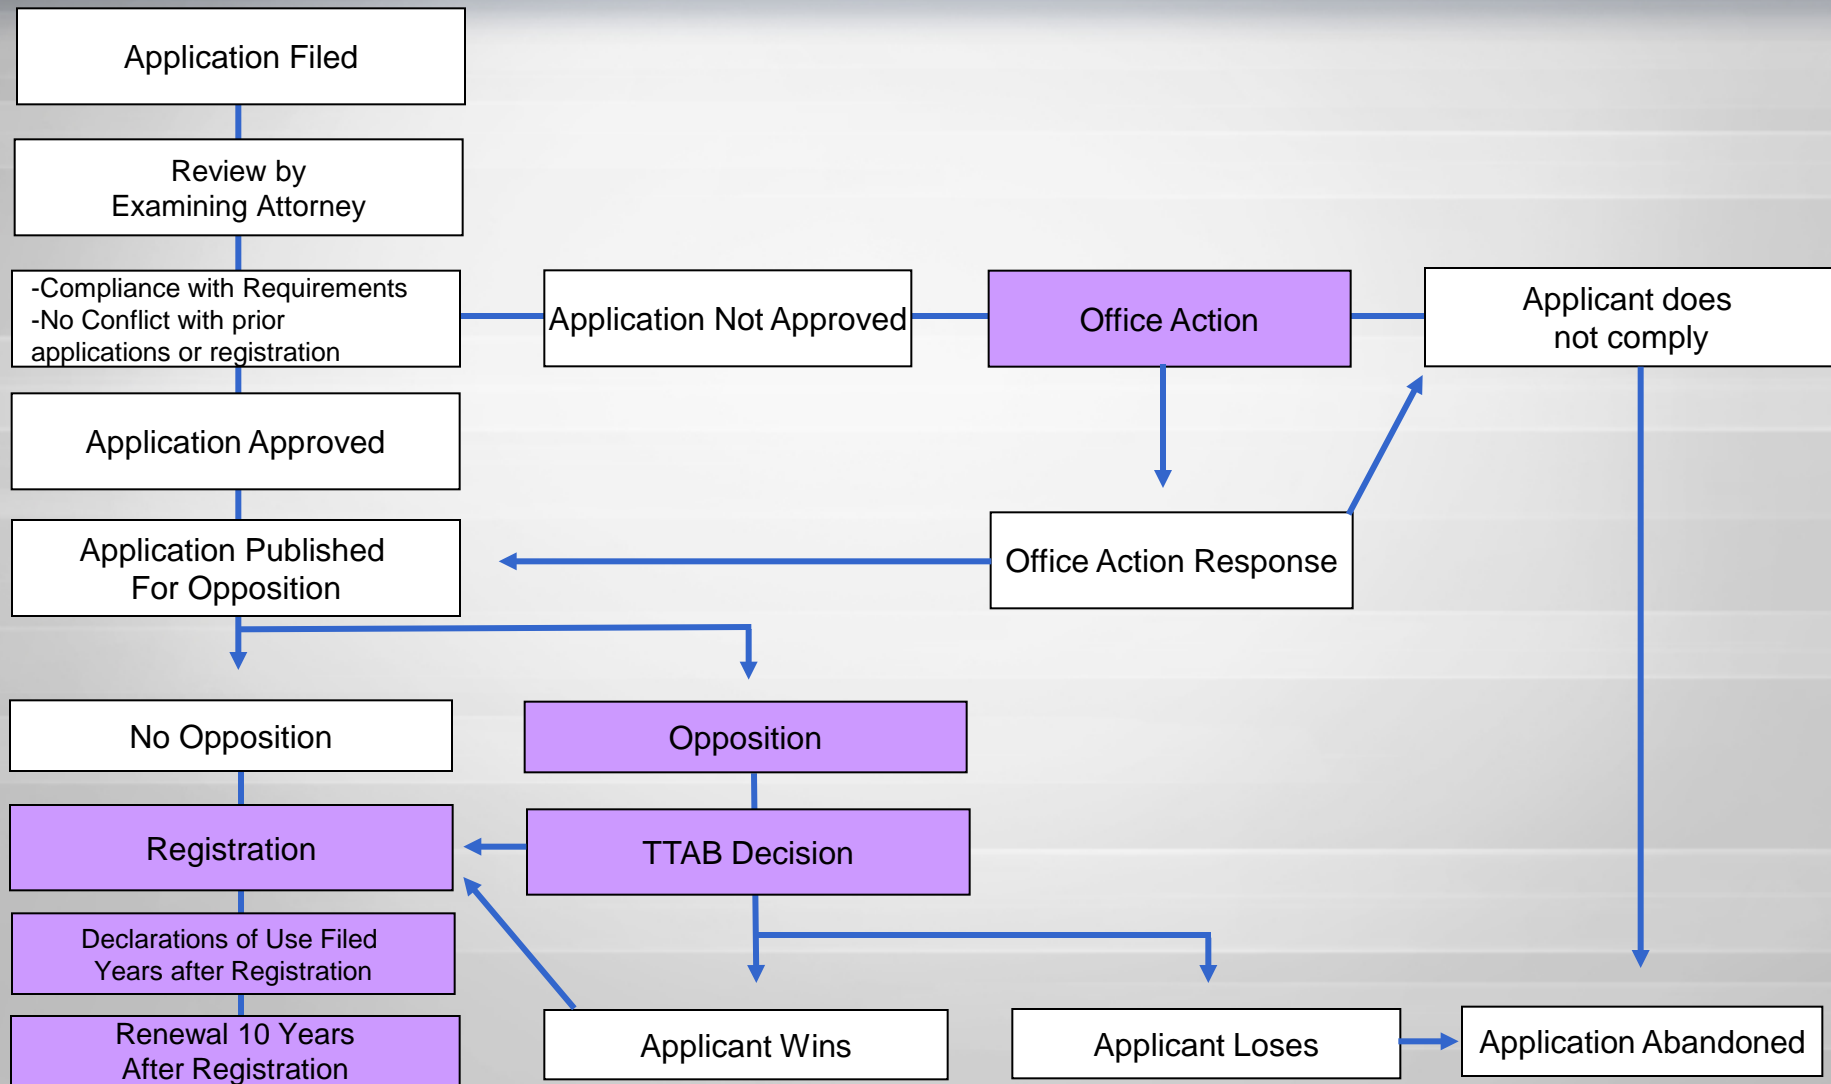 Application Filed
Review by
Examining Attorney
-Compliance with Requirements
-No Conflict with prior
applications or registration
Application Not Approved
Office Action
Applicant does
not comply
Application Approved
Application Published
For Opposition
Office Action Response
No Opposition
Opposition
Registration
TTAB Decision
Declarations of Use Filed
Years after Registration
Renewal 10 Years
After Registration
Applicant Wins
Applicant Loses
Application Abandoned